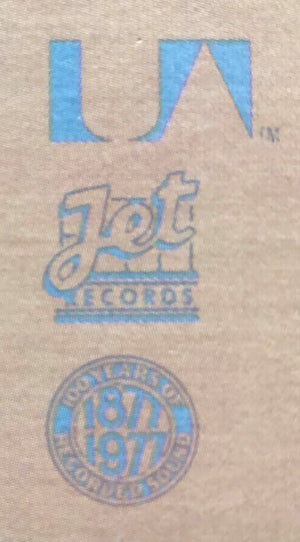 UA
TM
Jet
RECORDS
100 YEARS OF
1877
1977
RECORDED SOUND